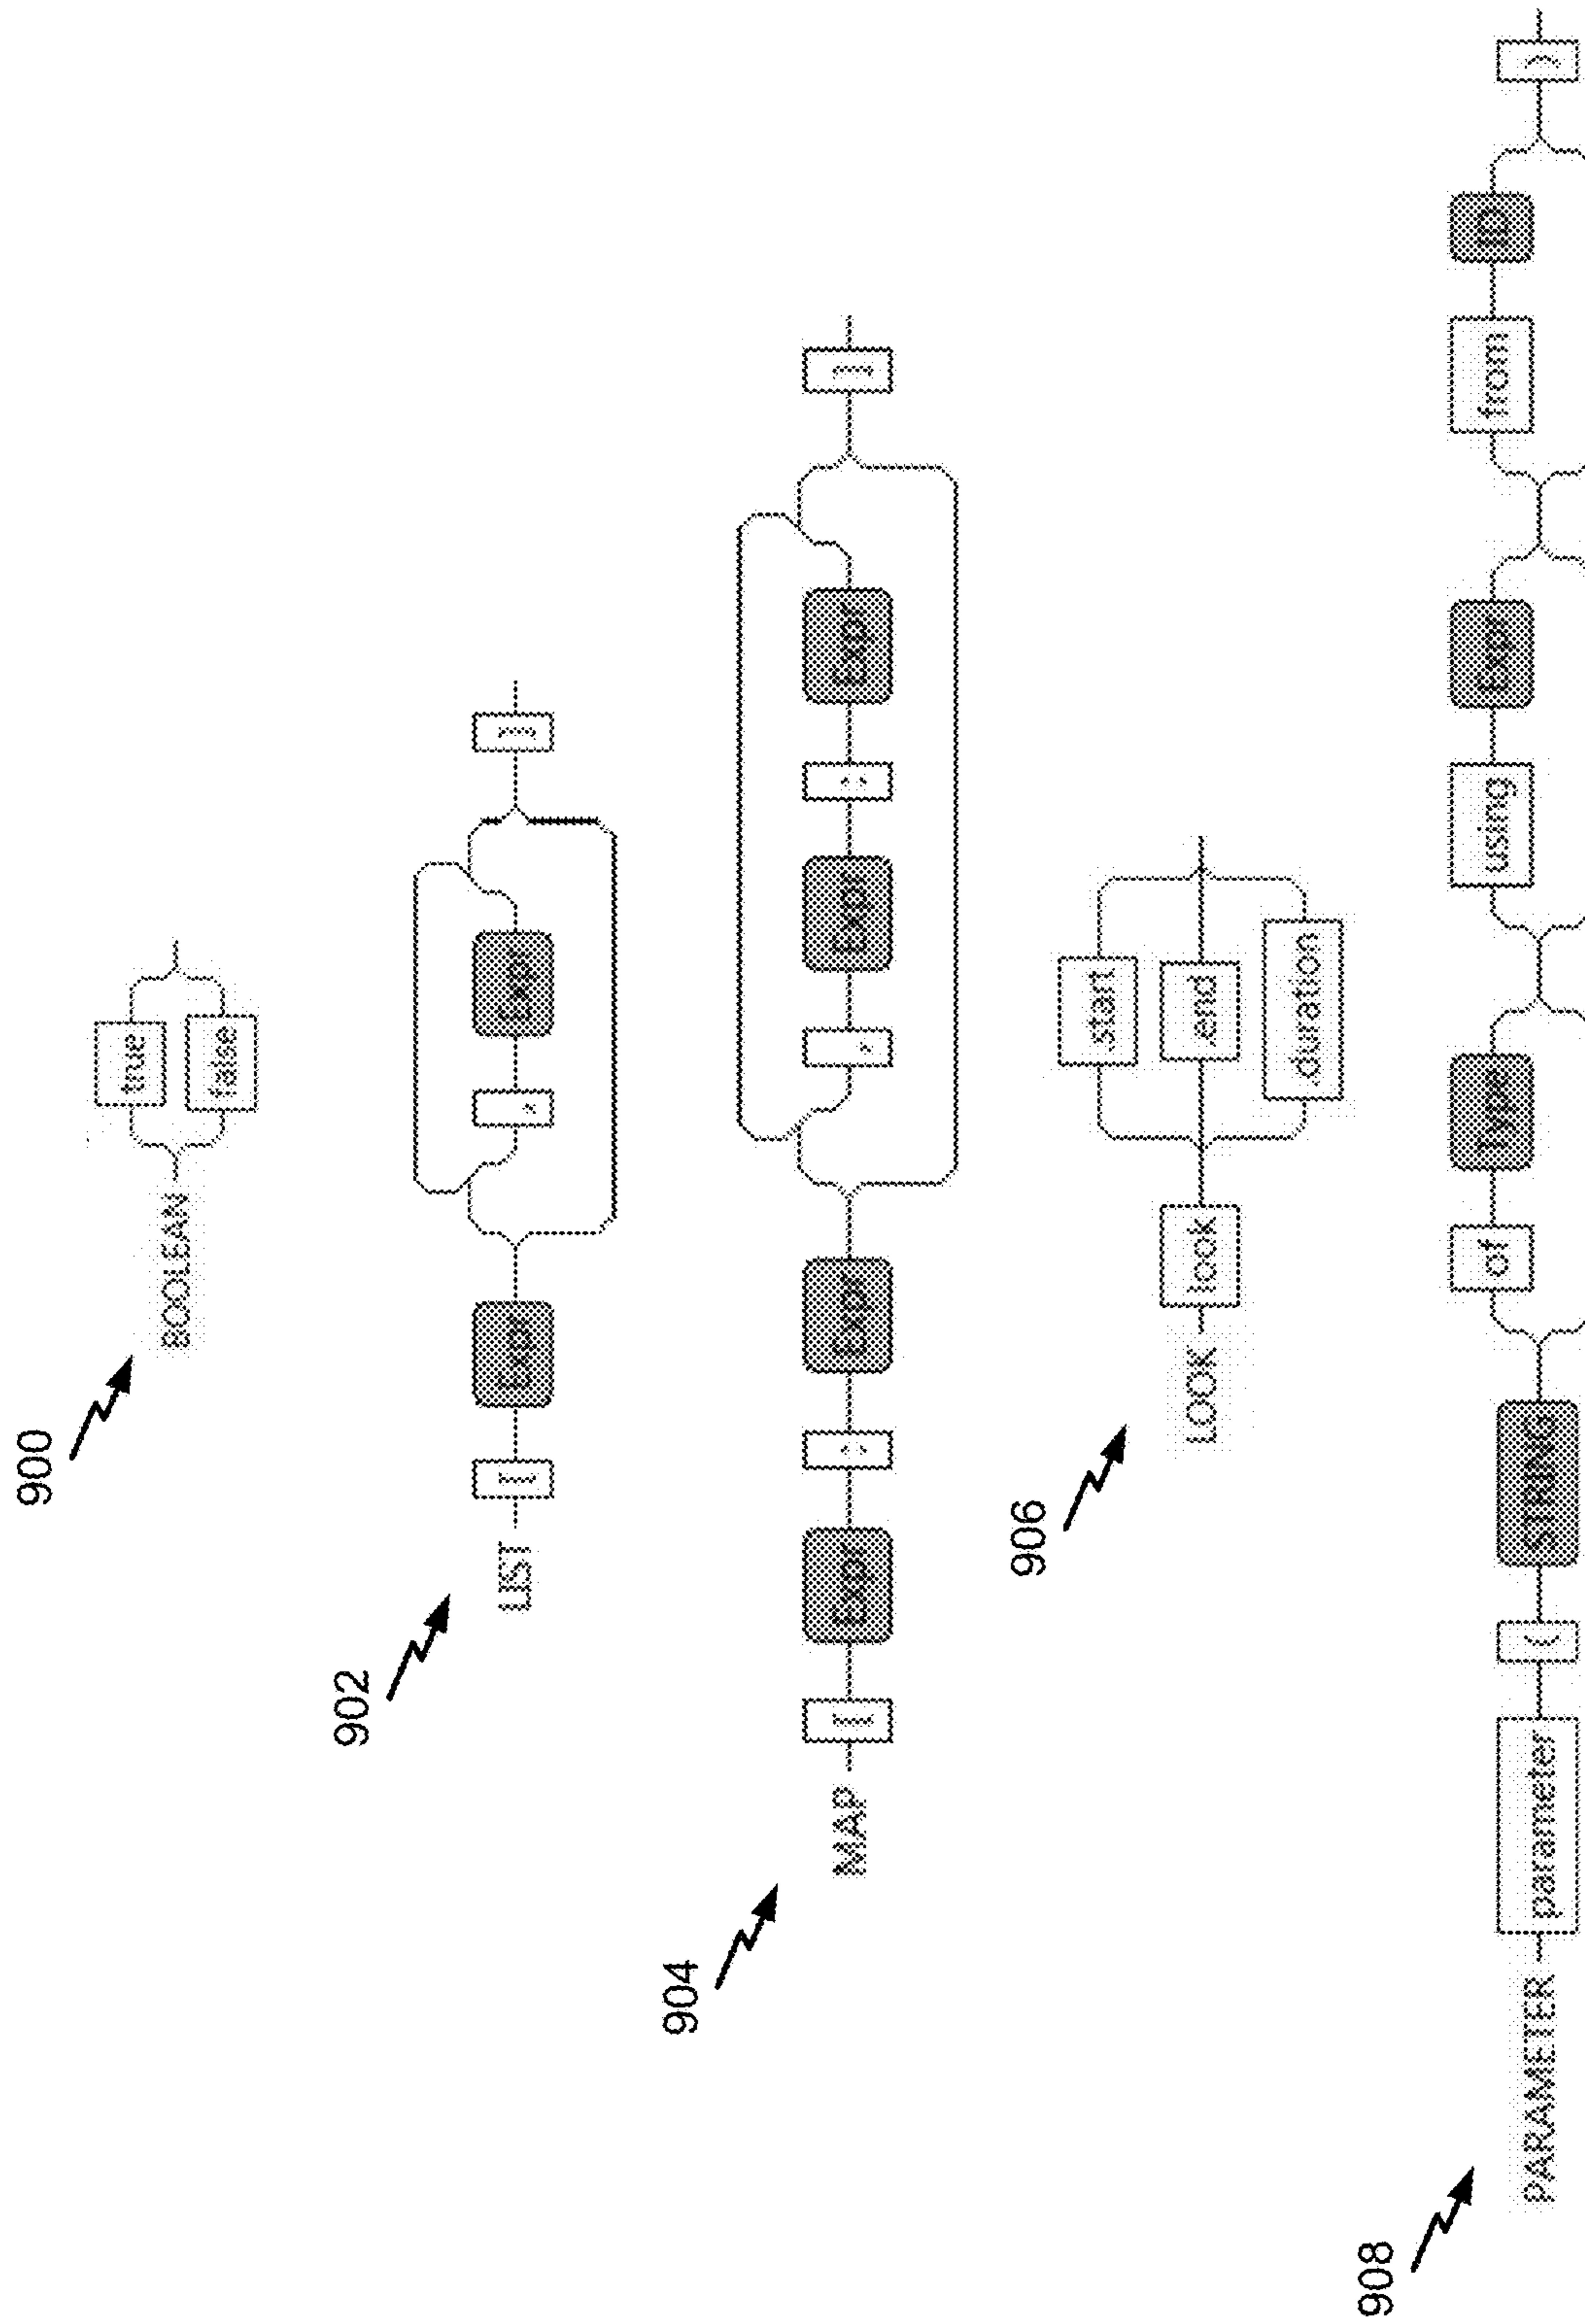 900
BOOLEAN
true
false
902
LIST [ Expr , Expr ]
904
MAP [ Expr : Expr , Expr : Expr ]
906
LOOK look
.start
.end
.duration
908
PARAMETER parameter ( STRING of Type using Expr from ID )